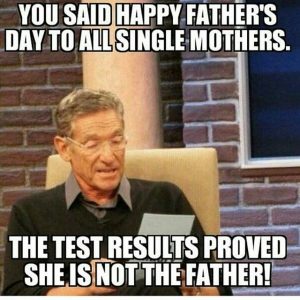 YOU SAID HAPPY FATHER'S
DAY TO ALL SINGLE MOTHERS.
THE TEST RESULTS PROVED
SHE IS NOT THE FATHER!